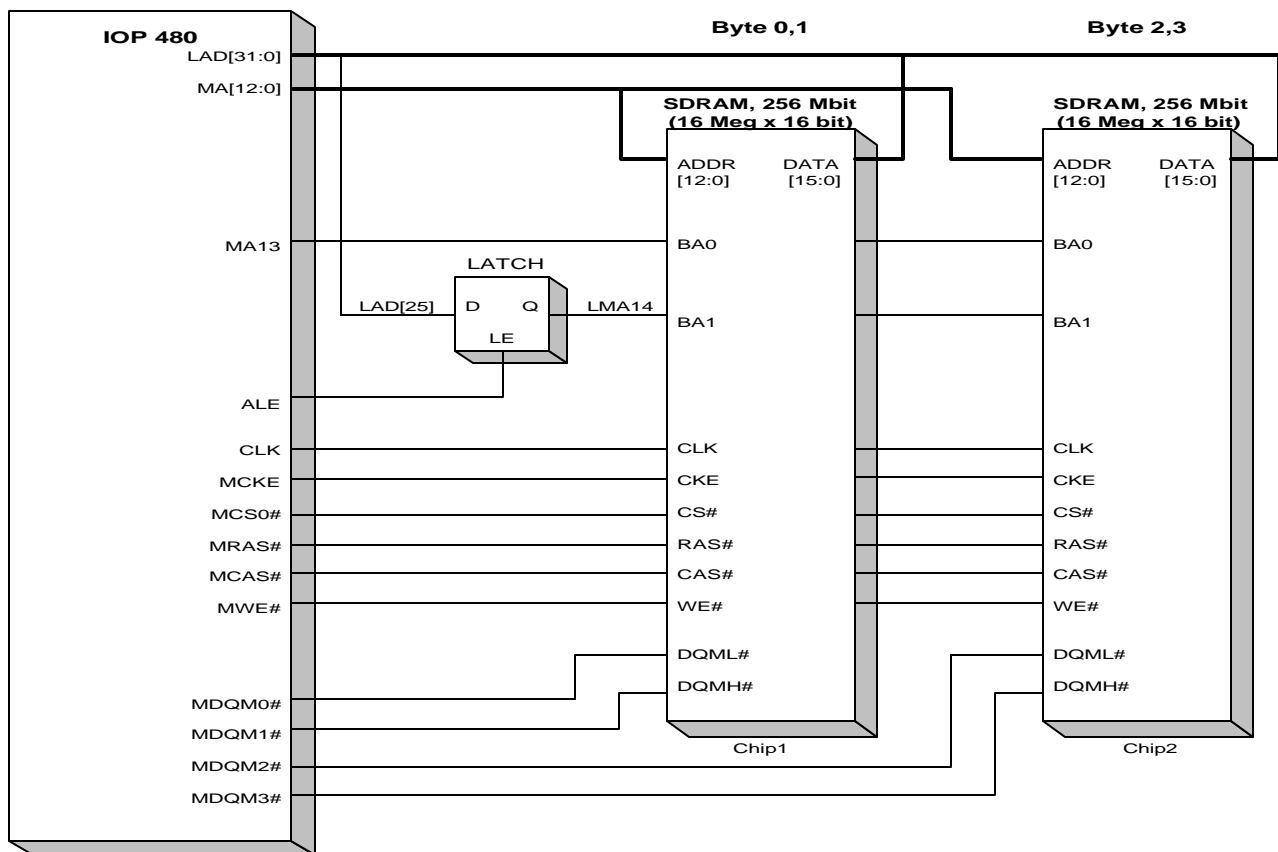 IOP 480
Byte 0,1
Byte 2,3
LAD[31:0]
MA[12:0]
SDRAM, 256 Mbit
(16 Meg x 16 bit)
SDRAM, 256 Mbit
(16 Meg x 16 bit)
ADDR
[12:0]
DATA
[15:0]
ADDR
[12:0]
DATA
[15:0]
MA13
BA0
BA0
LATCH
LAD[25]
D
Q
LMA14
BA1
BA1
LE
ALE
CLK
CLK
CLK
MCKE
CKE
CKE
MCS0#
CS#
CS#
MRAS#
RAS#
RAS#
MCAS#
CAS#
CAS#
MWE#
WE#
WE#
DQML#
DQML#
DQMH#
DQMH#
MDQM0#
MDQM1#
MDQM2#
MDQM3#
Chip1
Chip2